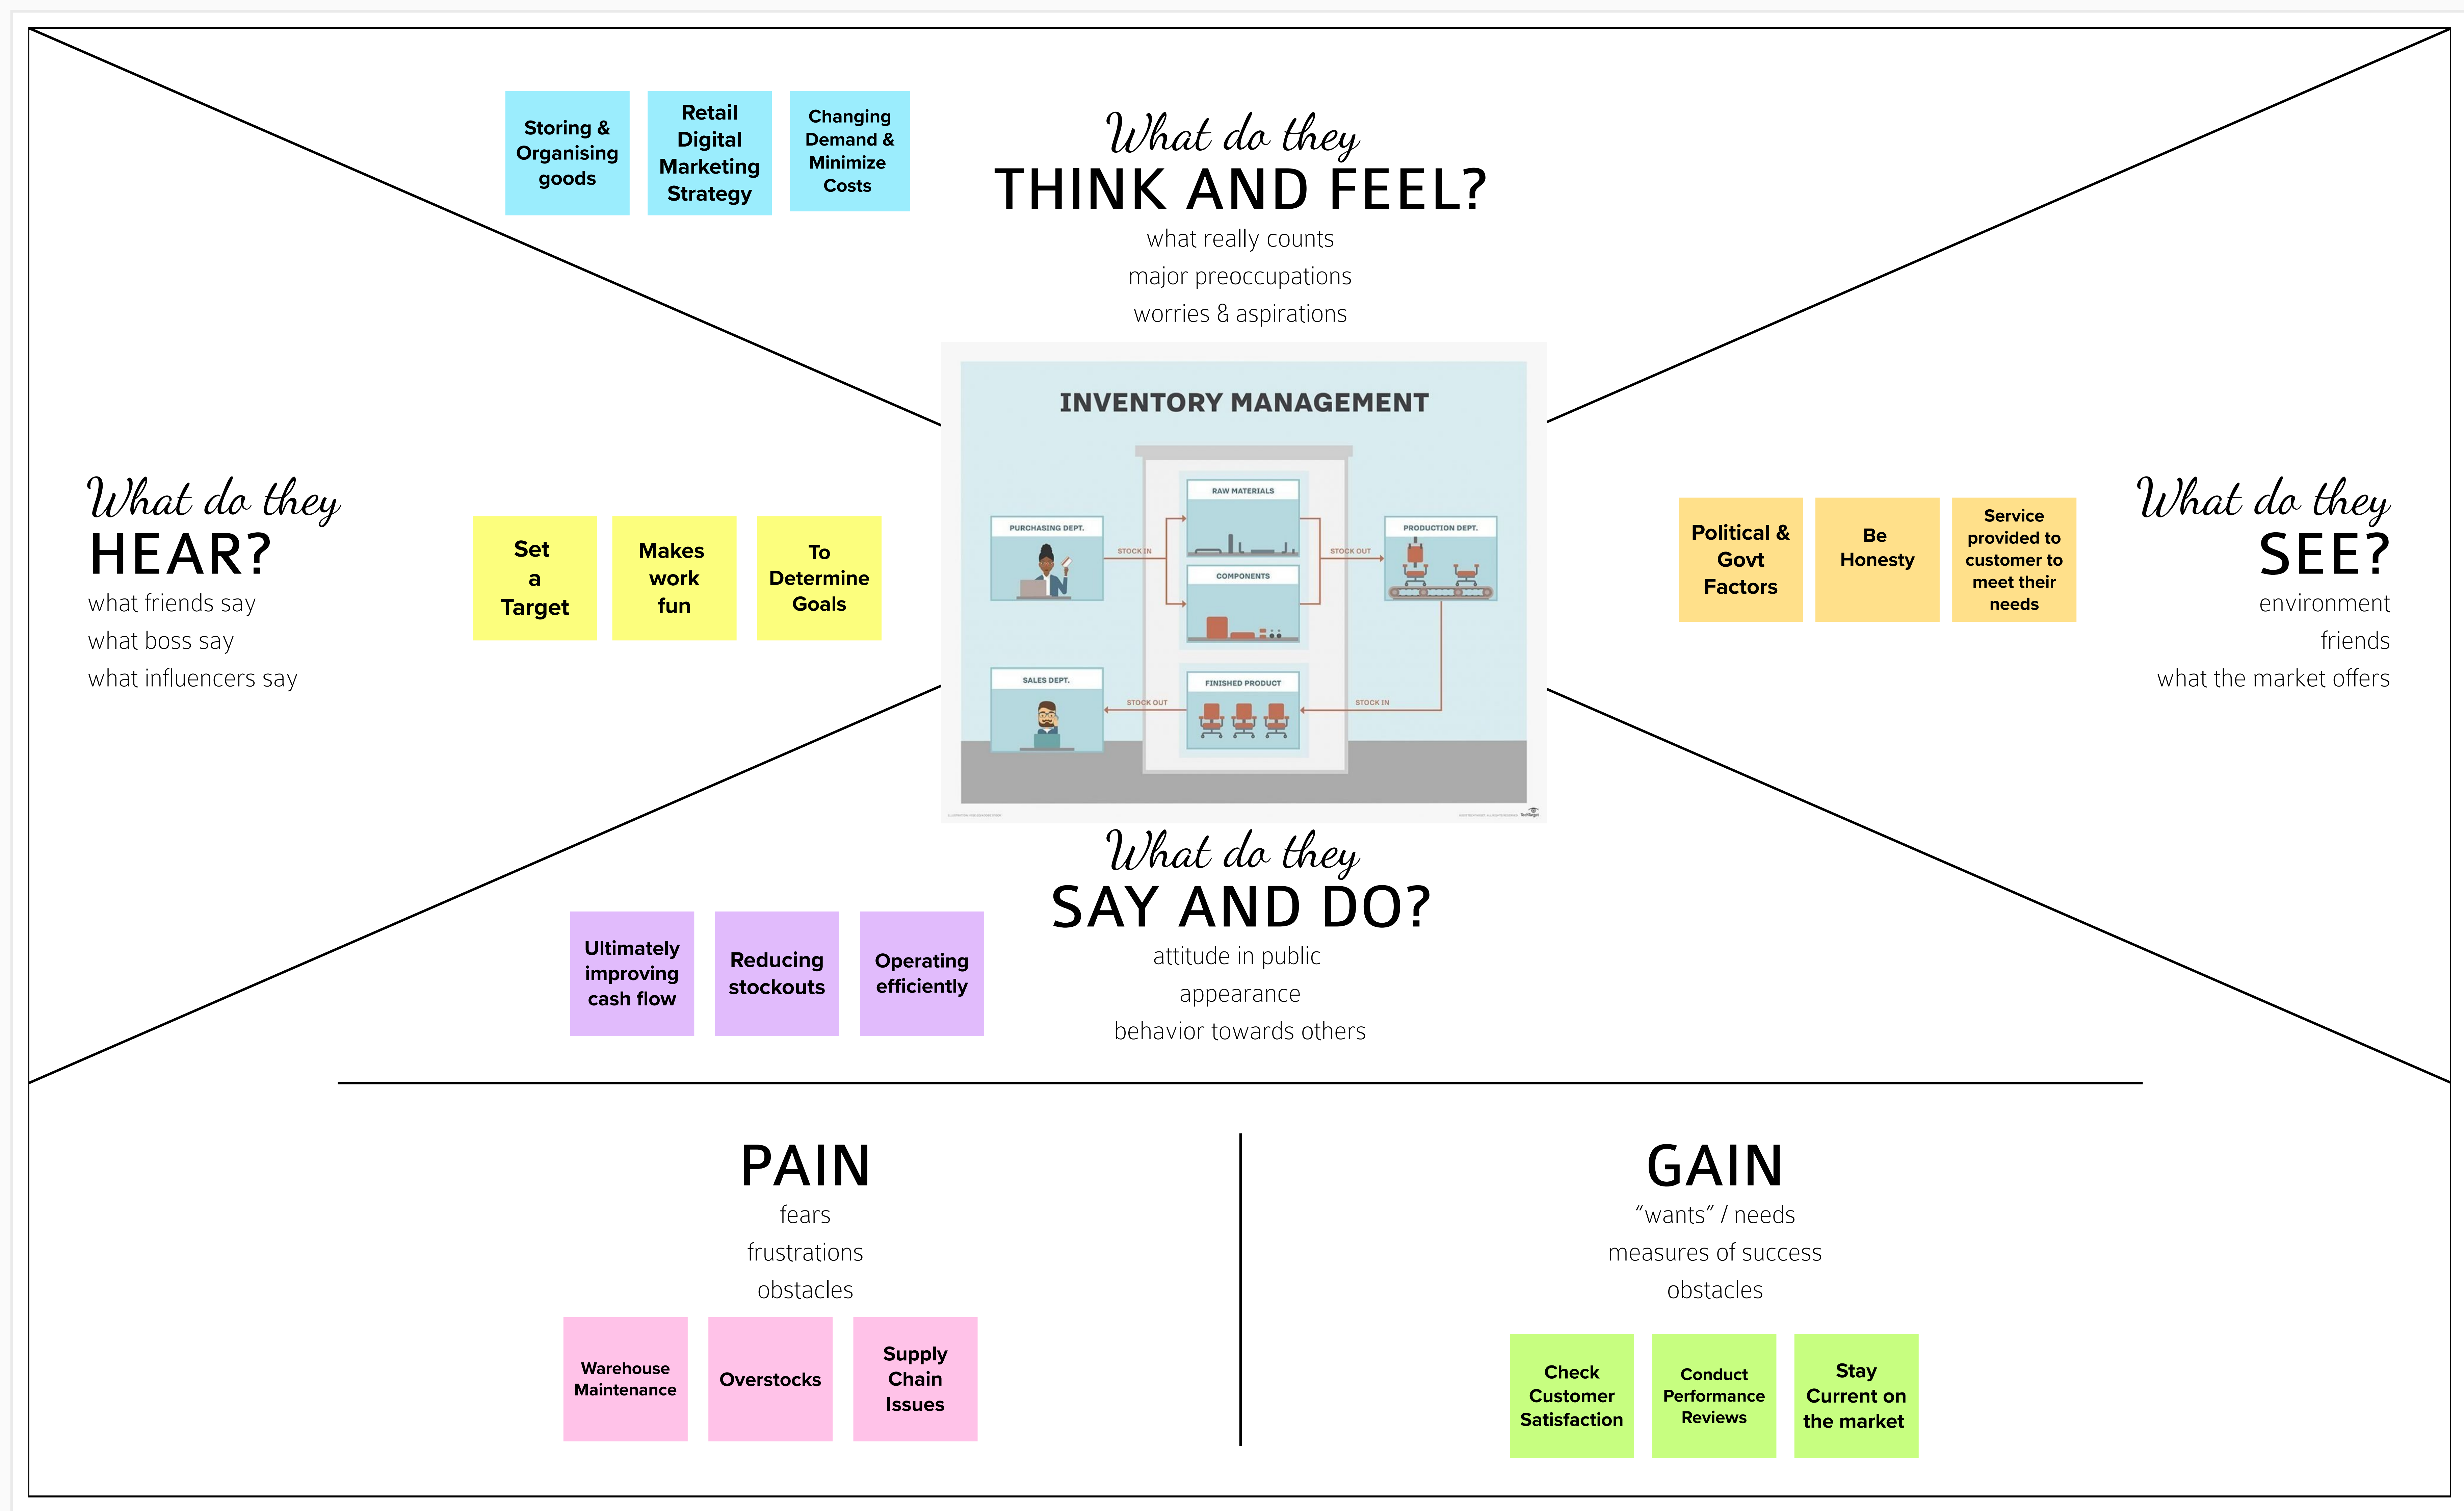 Storing &
Organising
goods
Retail
Digital
Marketing
Strategy
Changing
Demand &
Minimize
Costs
What do they
THINK AND FEEL?
what really counts
major preoccupations
worries & aspirations
What do they
HEAR?
what friends say
what boss say
what influencers say
Set
a
Target
Makes
work
fun
To
Determine
Goals
INVENTORY MANAGEMENT
PURCHASING DEPT.
STOCK IN
RAW MATERIALS
COMPONENTS
STOCK OUT
PRODUCTION DEPT.
SALES DEPT.
STOCK OUT
FINISHED PRODUCT
STOCK IN
TechTarget
Political &
Govt
Factors
Be
Honesty
Service
provided to
customer to
meet their
needs
What do they
SEE?
environment
friends
what the market offers
What do they
SAY AND DO?
attitude in public
appearance
behavior towards others
Ultimately
improving
cash flow
Reducing
stockouts
Operating
efficiently
PAIN
fears
frustrations
obstacles
Warehouse
Maintenance
Overstocks
Supply
Chain
Issues
GAIN
“wants” / needs
measures of success
obstacles
Check
Customer
Satisfaction
Conduct
Performance
Reviews
Stay
Current on
the market